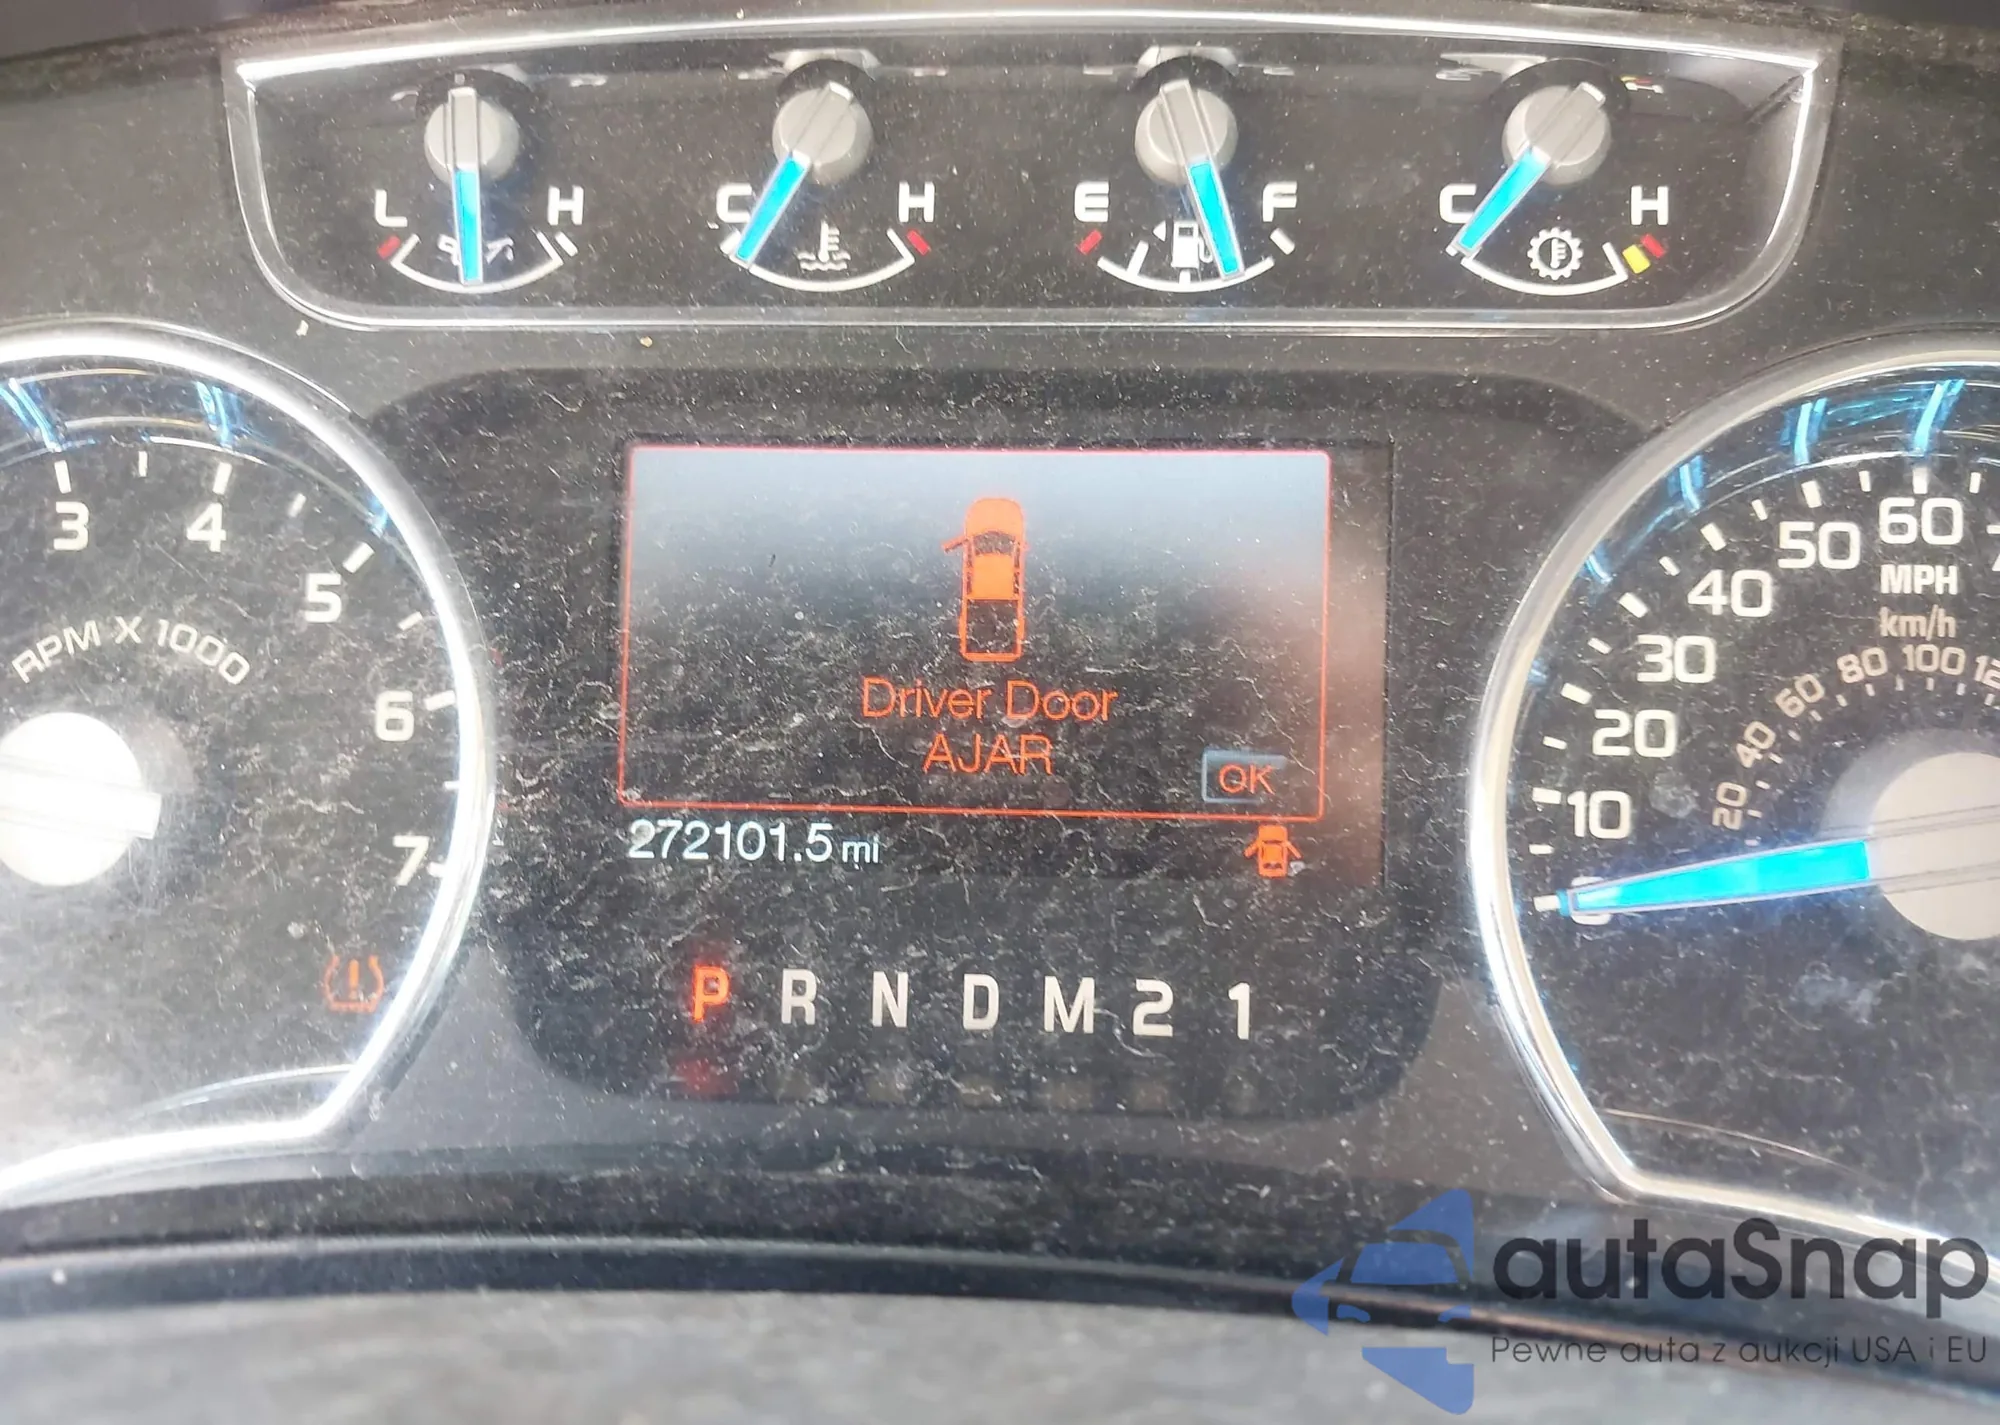 L H C H E F C H
3 4 5 6 7
RPM X 1000
Driver Door
AJAR
OK
272101.5 mi
P R N D M 2 1
0 10 20 30 40 50 60
MPH
km/h
20 40 60 80 100
autaSnap
Pewne auta z aukcji USA i EU